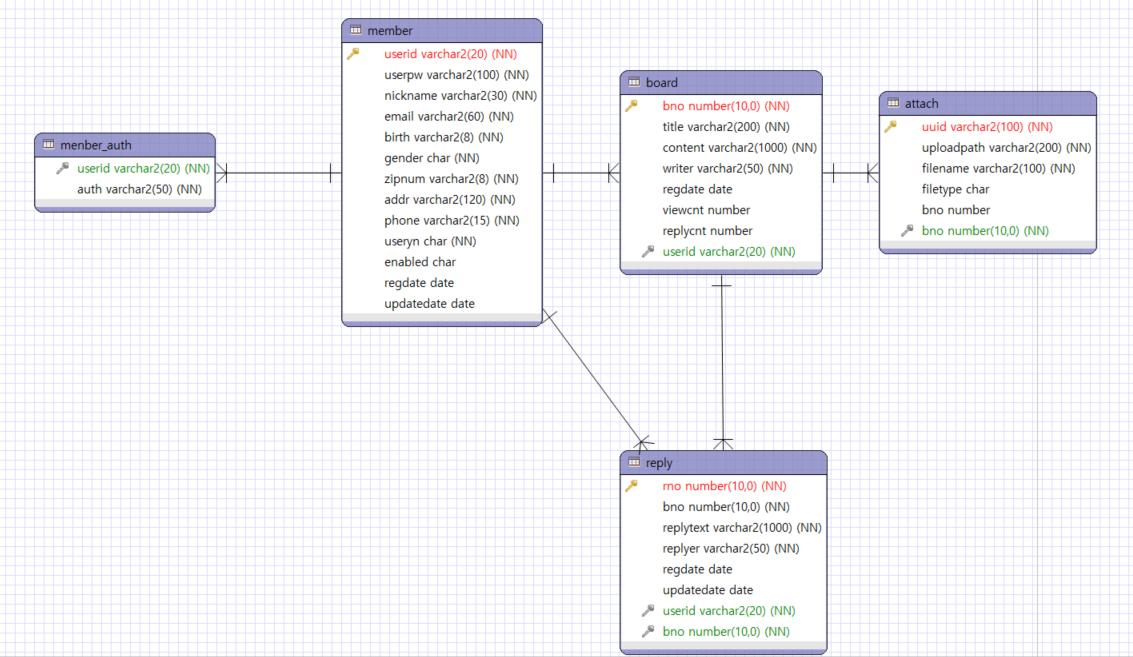 member
userid varchar2(20) (NN)
userpw varchar2(100) (NN)
nickname varchar2(30) (NN)
email varchar2(60) (NN)
birth varchar2(8) (NN)
gender char (NN)
zipnum varchar2(8) (NN)
addr varchar2(120) (NN)
phone varchar2(15) (NN)
useryn char (NN)
enabled char
regdate date
updatedate date
menber_auth
userid varchar2(20) (NN)
auth varchar2(50) (NN)
board
bno number(10,0) (NN)
title varchar2(200) (NN)
content varchar2(1000) (NN)
writer varchar2(50) (NN)
regdate date
viewcnt number
replycnt number
userid varchar2(20) (NN)
attach
uuid varchar2(100) (NN)
uploadpath varchar2(200) (NN)
filename varchar2(100) (NN)
filetype char
bno number
bno number(10,0) (NN)
reply
rno number(10,0) (NN)
bno number(10,0) (NN)
replytext varchar2(1000) (NN)
replyer varchar2(50) (NN)
regdate date
updatedate date
userid varchar2(20) (NN)
bno number(10,0) (NN)